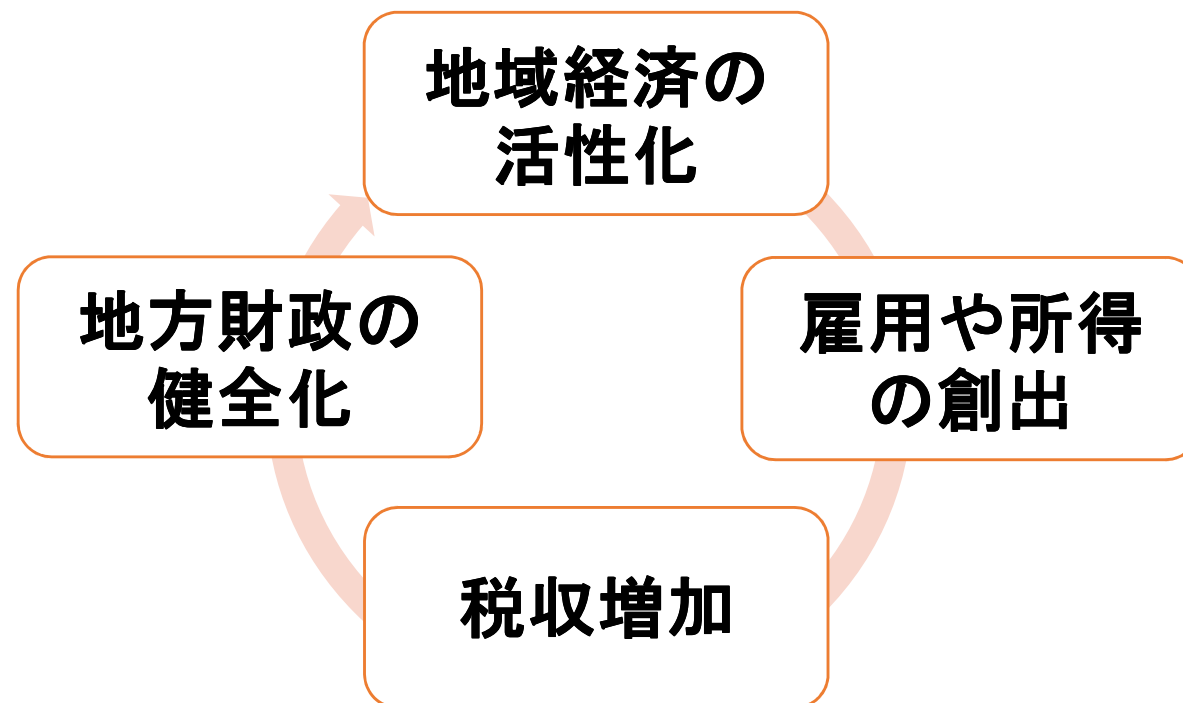 地域経済の
活性化
雇用や所得
の創出
税収増加
地方財政の
健全化